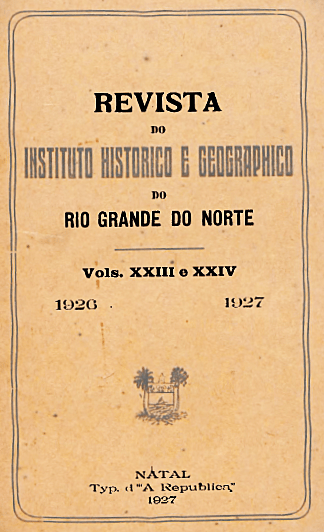 REVISTA
DO
INSTITUTO HISTORICO E GEOGRAPHICO
DO
RIO GRANDE DO NORTE
Vols. XXIII e XXIV
1926 1927
NATAL
Typ. d'"A Republica"
1927